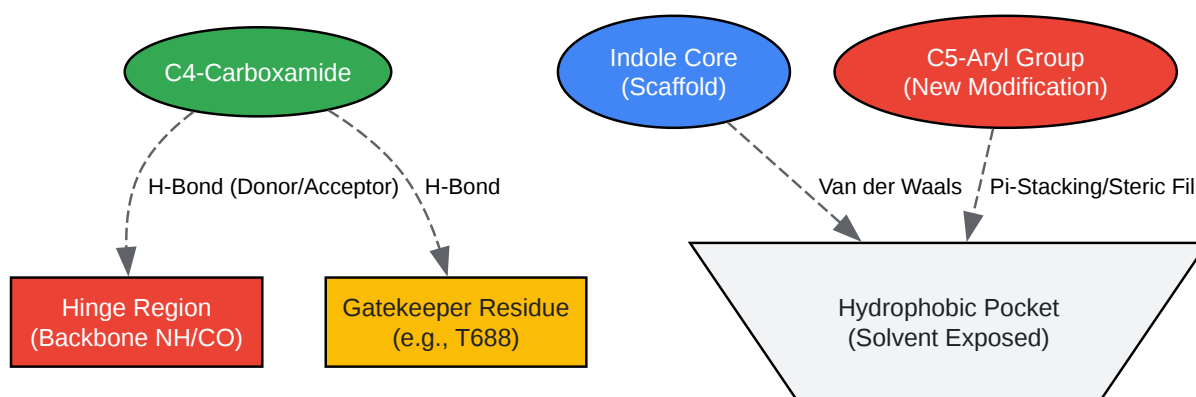 C4-Carboxamide
Indole Core
(Scaffold)
C5-Aryl Group
(New Modification)
H-Bond (Donor/Acceptor)
H-Bond
Van der Waals
Pi-Stacking/Steric Fil
Hinge Region
(Backbone NH/CO)
Gatekeeper Residue
(e.g., T688)
Hydrophobic Pocket
(Solvent Exposed)